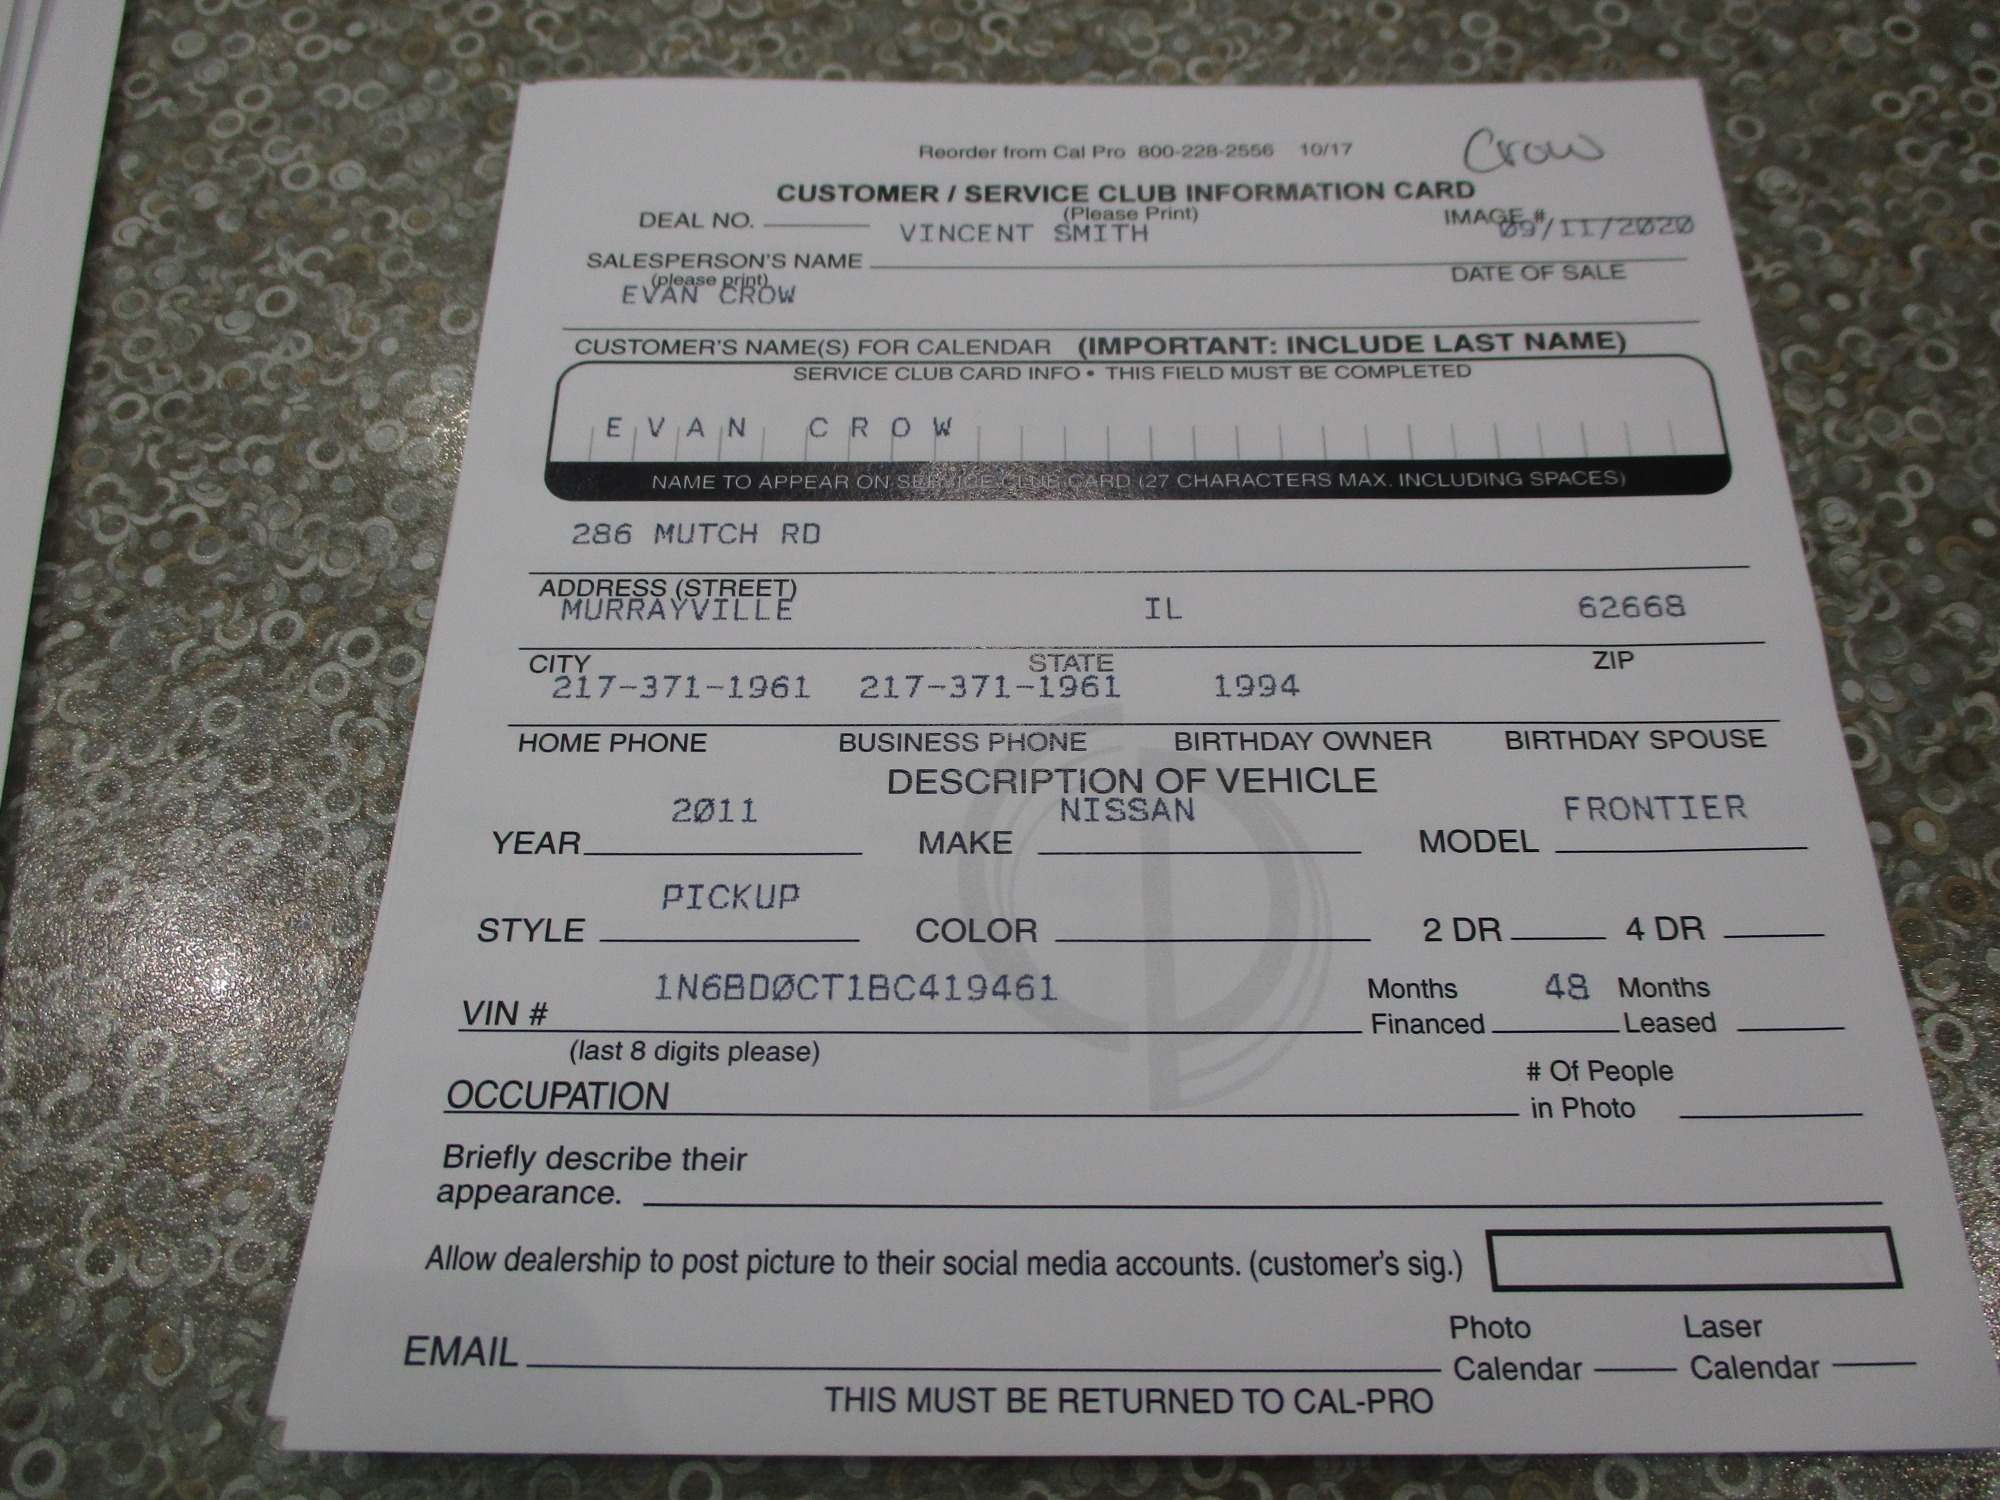 Reorder from Cal Pro 800-228-2556 10/17 Crow
CUSTOMER / SERVICE CLUB INFORMATION CARD
(Please Print)
DEAL NO. VINCENT SMITH IMAGE # 09/11/2020
SALESPERSON'S NAME DATE OF SALE
(please print)
EVAN CROW
CUSTOMER'S NAME(S) FOR CALENDAR (IMPORTANT: INCLUDE LAST NAME)
SERVICE CLUB CARD INFO • THIS FIELD MUST BE COMPLETED
EVAN CROW
NAME TO APPEAR ON SERVICE CLUB CARD (27 CHARACTERS MAX. INCLUDING SPACES)
286 MUTCH RD
ADDRESS (STREET)
MURRAYVILLE IL 62668
CITY STATE ZIP
217-371-1961 217-371-1961 1994
HOME PHONE BUSINESS PHONE BIRTHDAY OWNER BIRTHDAY SPOUSE
DESCRIPTION OF VEHICLE
2011 NISSAN FRONTIER
YEAR MAKE MODEL
PICKUP
STYLE COLOR 2 DR 4 DR
1N6BD0CT1BC419461 Months 48 Months
VIN # Financed Leased
(last 8 digits please)
# Of People
OCCUPATION in Photo
Briefly describe their
appearance.
Allow dealership to post picture to their social media accounts. (customer's sig.)
Photo Laser
EMAIL Calendar Calendar
THIS MUST BE RETURNED TO CAL-PRO